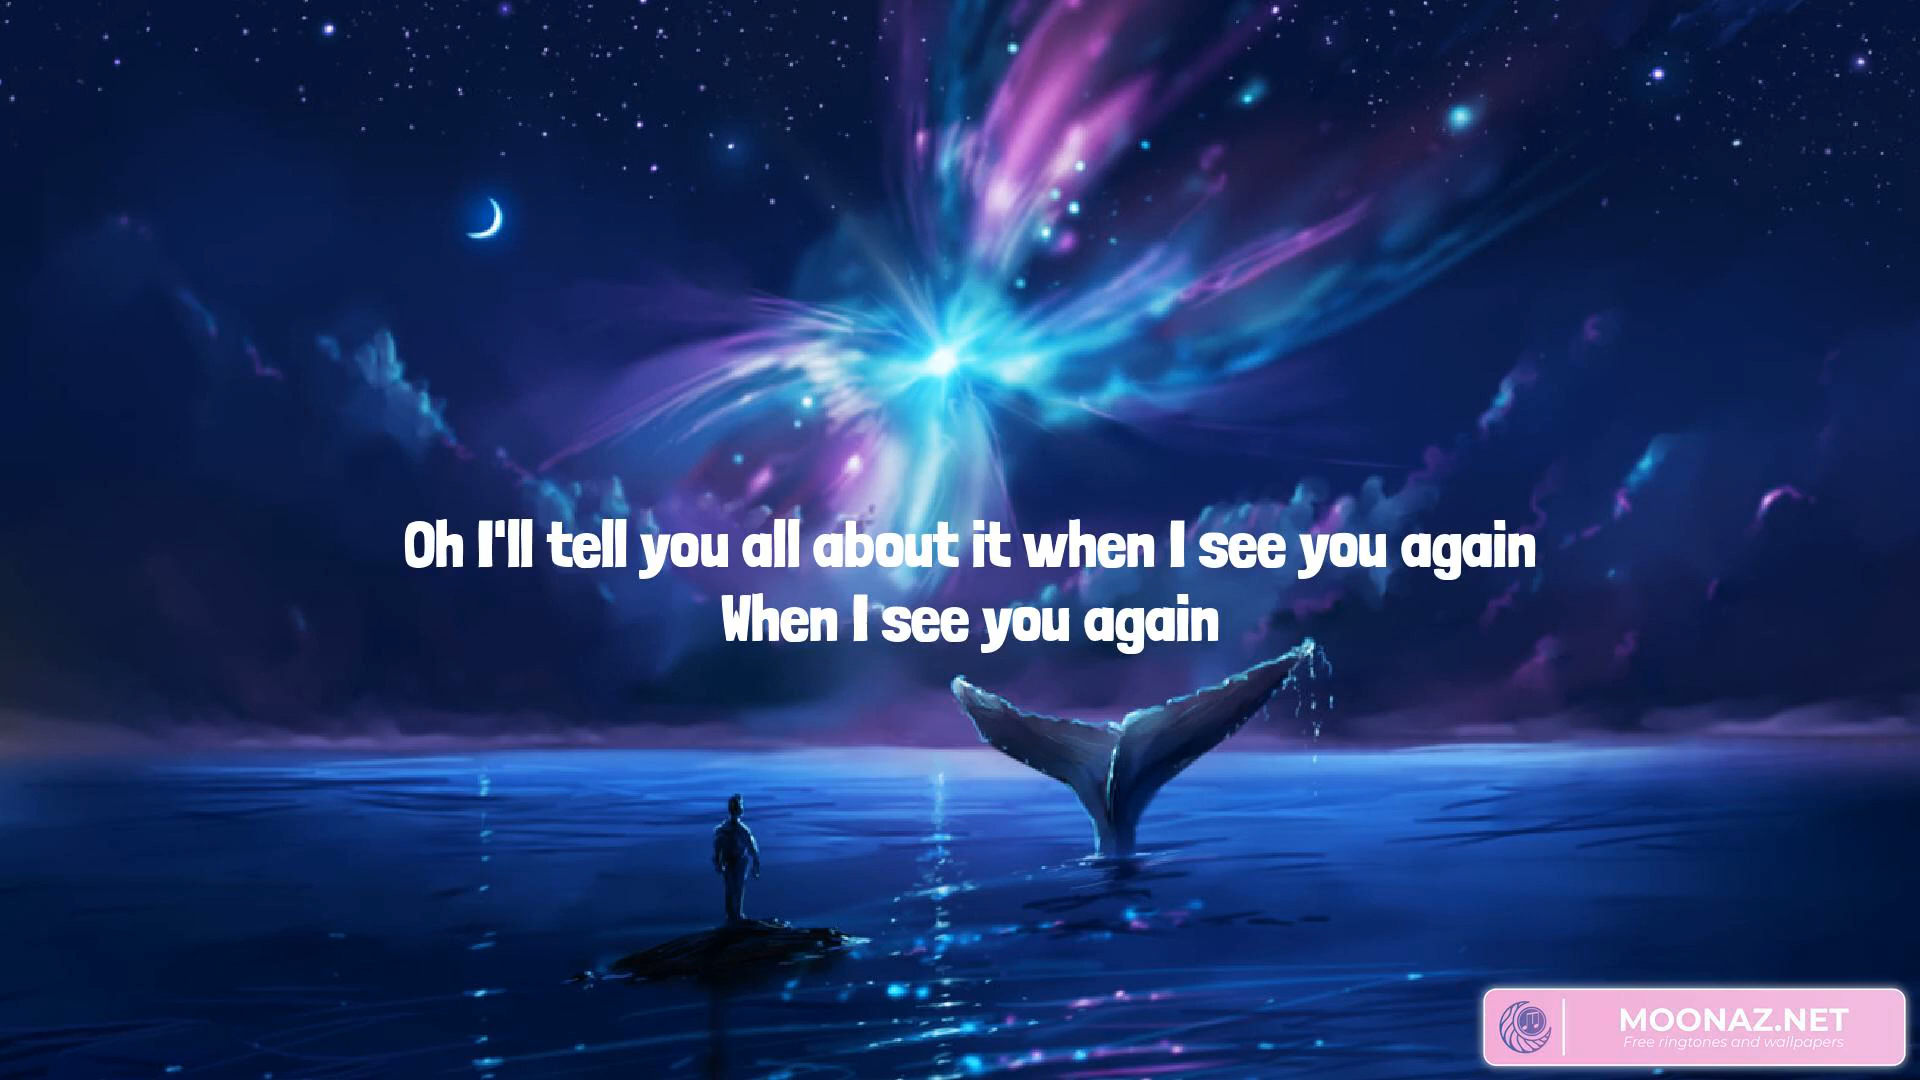 Oh I'll tell you all about it when I see you again
When I see you again
MOONAZ.NET
Free ringtones and wallpapers